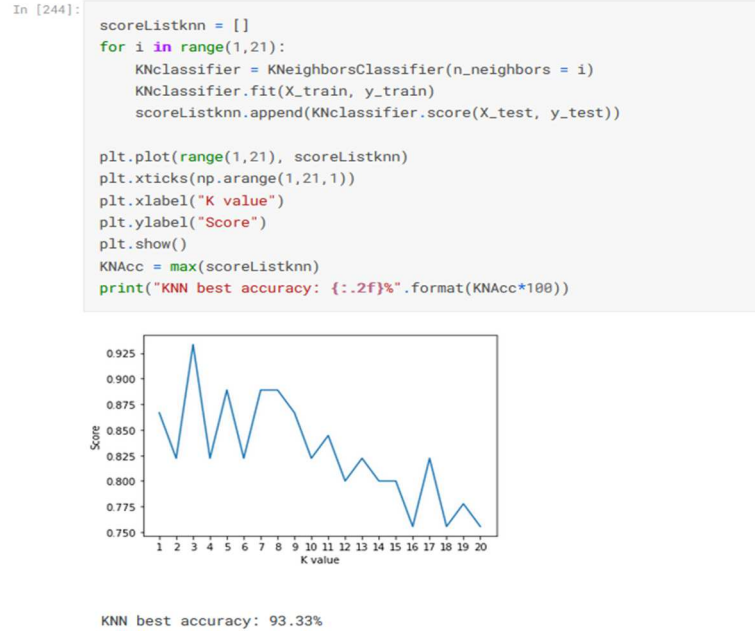 In [244]:
scoreListknn = []
for i in range(1,21):
    KNclassifier = KNeighborsClassifier(n_neighbors = i)
    KNclassifier.fit(X_train, y_train)
    scoreListknn.append(KNclassifier.score(X_test, y_test))
plt.plot(range(1,21), scoreListknn)
plt.xticks(np.arange(1,21,1))
plt.xlabel("K value")
plt.ylabel("Score")
plt.show()
KNAcc = max(scoreListknn)
print("KNN best accuracy: {:.2f}%".format(KNAcc*100))
0.925
0.900
0.875
0.850
0.825
0.800
0.775
0.750
Score
1 2 3 4 5 6 7 8 9 10 11 12 13 14 15 16 17 18 19 20
K value
KNN best accuracy: 93.33%